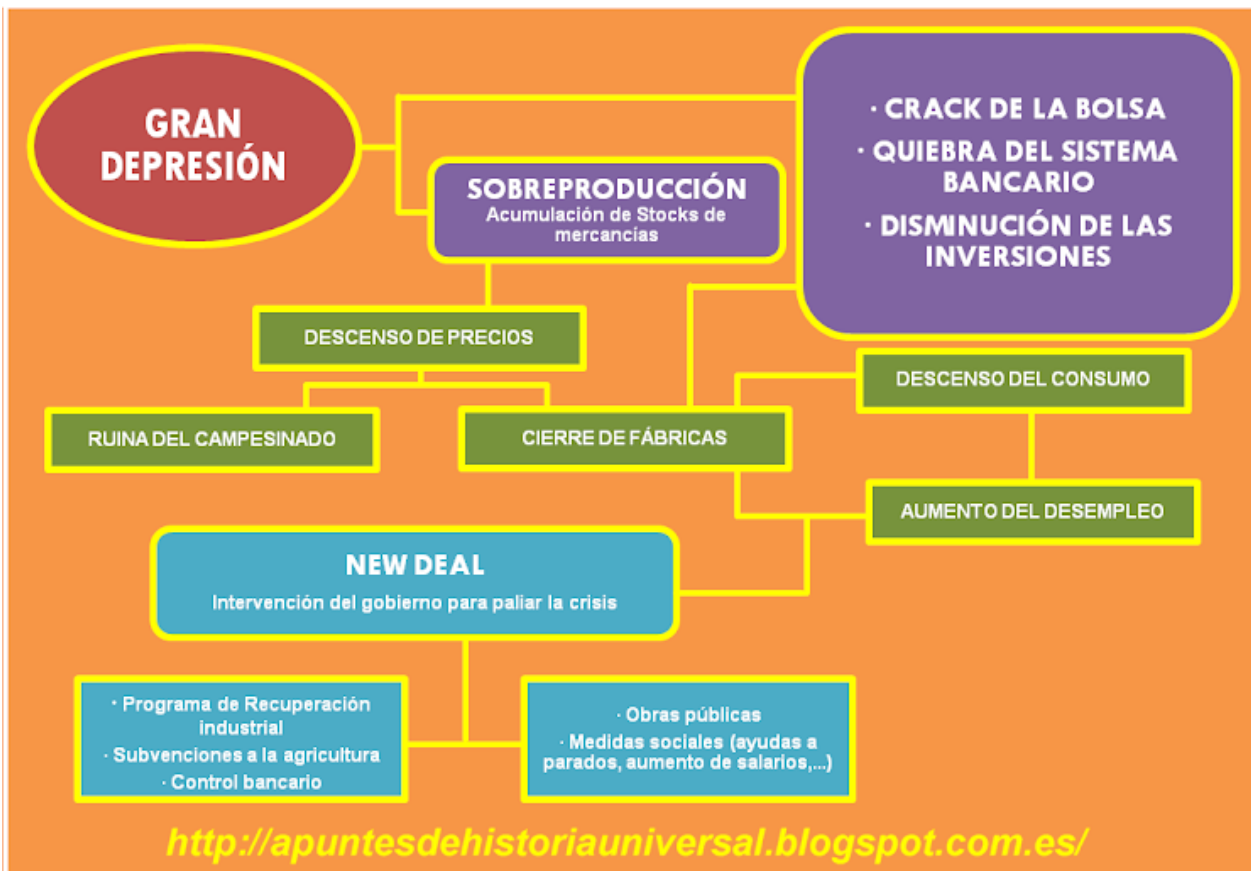 GRAN
DEPRESIÓN
· CRACK DE LA BOLSA
· QUIEBRA DEL SISTEMA
BANCARIO
· DISMINUCIÓN DE LAS
INVERSIONES
SOBREPRODUCCIÓN
Acumulación de Stocks de
mercancías
DESCENSO DE PRECIOS
DESCENSO DEL CONSUMO
RUINA DEL CAMPESINADO
CIERRE DE FÁBRICAS
AUMENTO DEL DESEMPLEO
NEW DEAL
Intervención del gobierno para paliar la crisis
· Programa de Recuperación
industrial
· Subvenciones a la agricultura
· Control bancario
· Obras públicas
· Medidas sociales (ayudas a
parados, aumento de salarios,...)
http://apuntesdehistoriauniversal.blogspot.com.es/